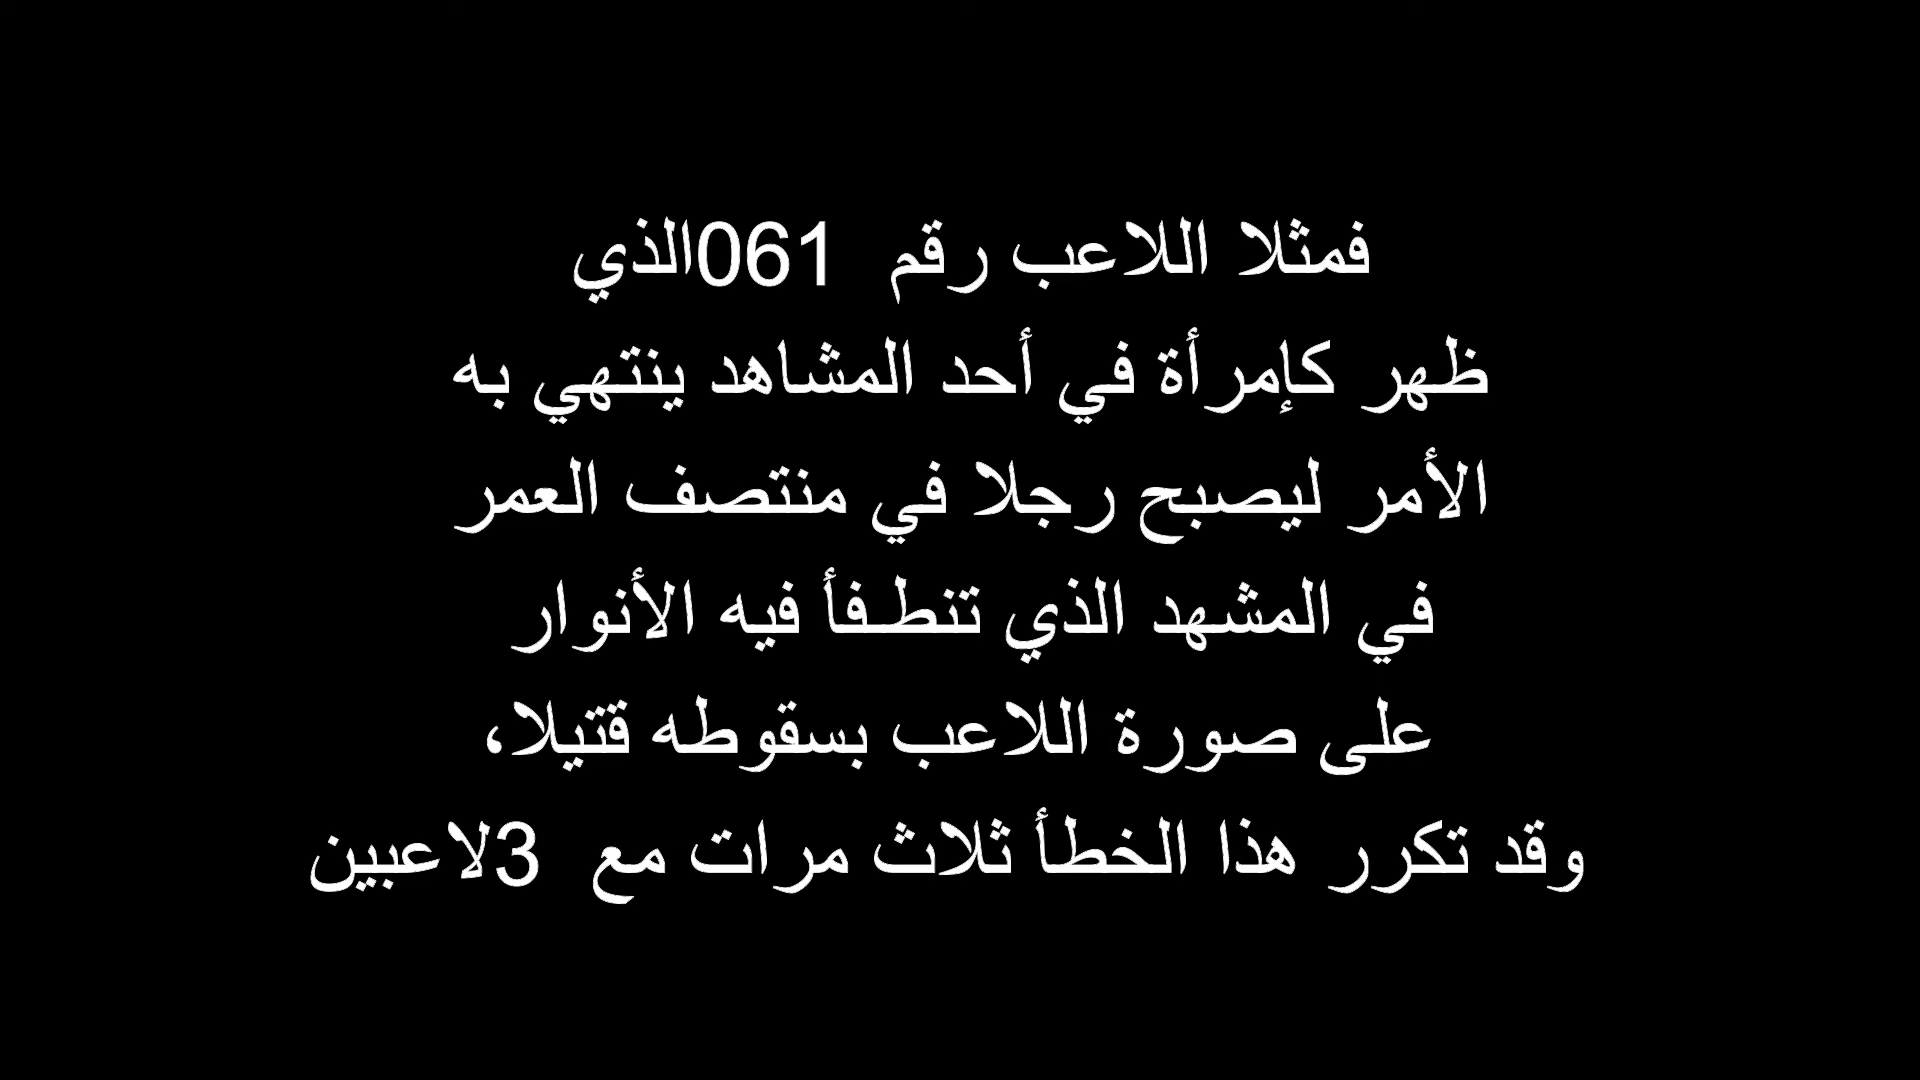 فمثلا اللاعب رقم  061الذي
ظهر كإمرأة في أحد المشاهد ينتهي به
الأمر ليصبح رجلا في منتصف العمر
في المشهد الذي تنطـفأ فيه الأنوار
على صورة اللاعب بسقوطه قتيلا،
وقد تكرر هذا الخطأ ثلاث مرات مع  3لاعبين